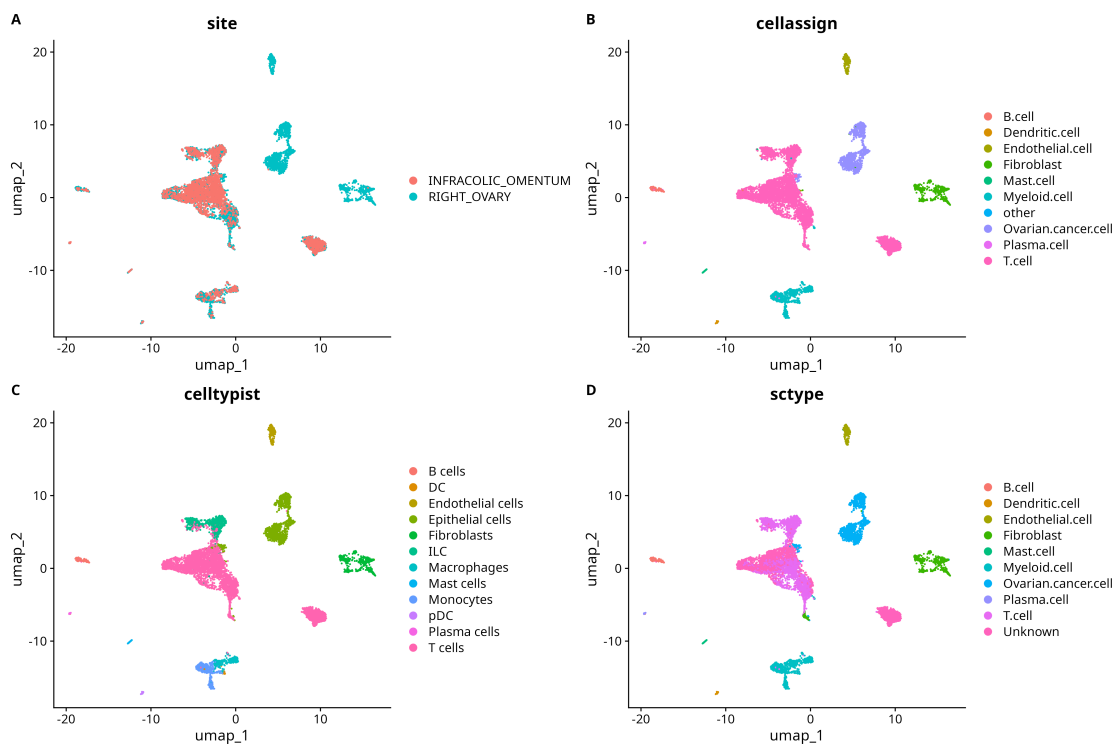 A
site
20
10
0
-10
-20
-10
0
10
umap_1
umap_2
INFRACOLIC_OMENTUM
RIGHT_OVARY
B
cellassign
20
10
0
-10
-20
-10
0
10
umap_1
umap_2
B.cell
Dendritic.cell
Endothelial.cell
Fibroblast
Mast.cell
Myeloid.cell
other
Ovarian.cancer.cell
Plasma.cell
T.cell
C
celltypist
20
10
0
-10
-20
-10
0
10
umap_1
umap_2
B cells
DC
Endothelial cells
Epithelial cells
Fibroblasts
ILC
Macrophages
Mast cells
Monocytes
pDC
Plasma cells
T cells
D
sctype
20
10
0
-10
-20
-10
0
10
umap_1
umap_2
B.cell
Dendritic.cell
Endothelial.cell
Fibroblast
Mast.cell
Myeloid.cell
Ovarian.cancer.cell
Plasma.cell
T.cell
Unknown